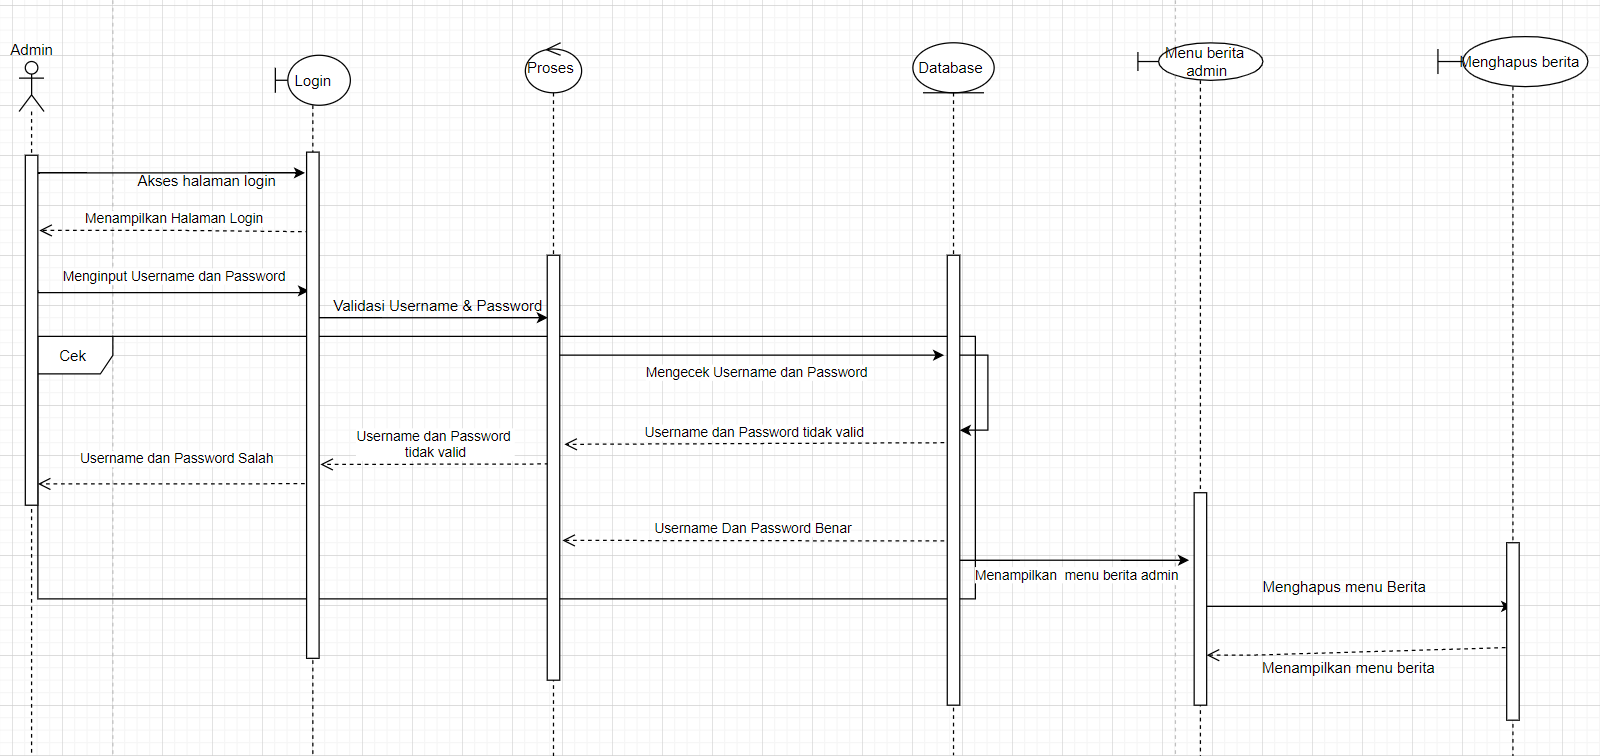 Admin
Login
Proses
Database
Menu berita
admin
Menghapus berita
Akses halaman login
Menampilkan Halaman Login
Menginput Username dan Password
Validasi Username & Password
Cek
Mengecek Username dan Password
Username dan Password tidak valid
Username dan Password
tidak valid
Username dan Password Salah
Username Dan Password Benar
Menampilkan  menu berita admin
Menghapus menu Berita
Menampilkan menu berita